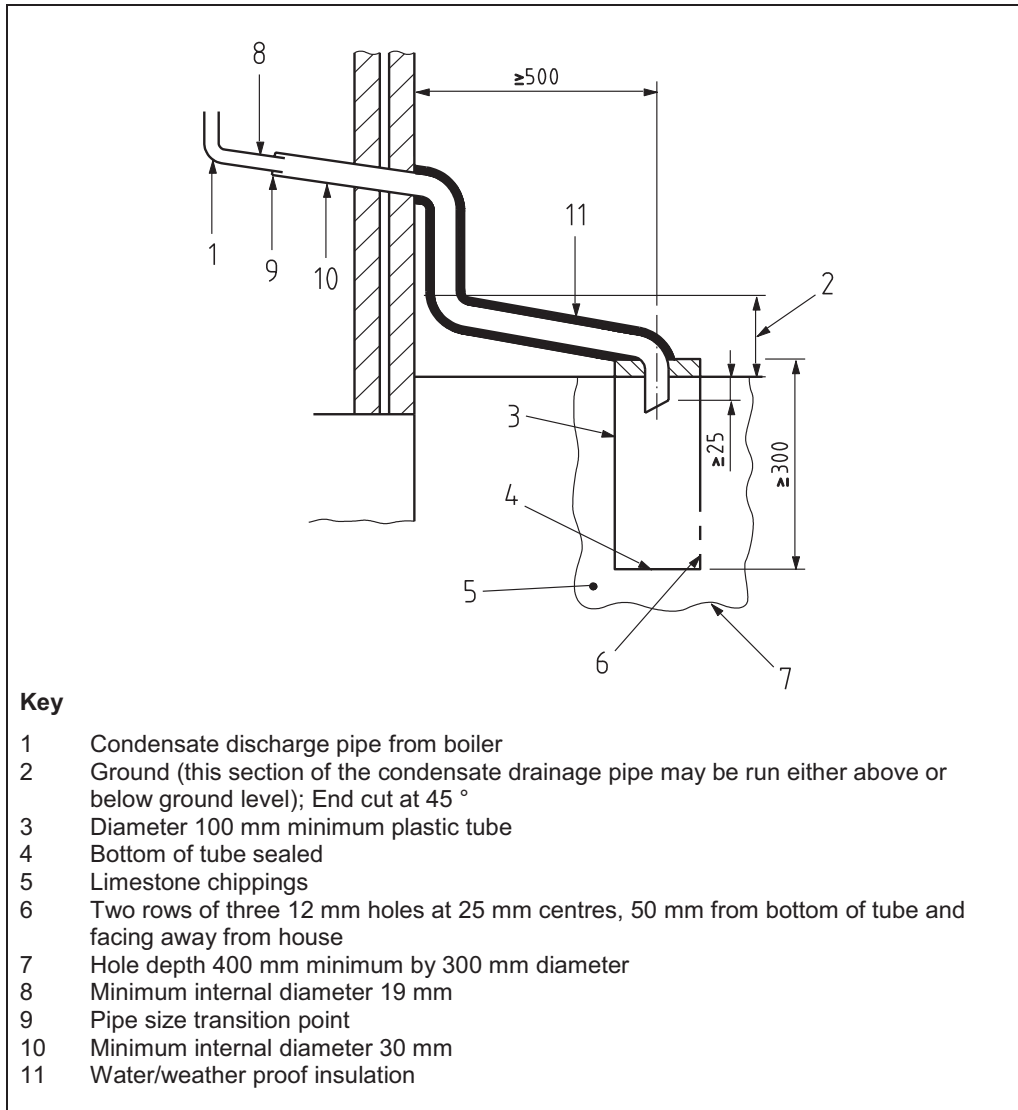 8
≥500
11
2
1
9
10
3
≥25
≥300
4
5
6
7
Key
1 Condensate discharge pipe from boiler
2 Ground (this section of the condensate drainage pipe may be run either above or
below ground level); End cut at 45 °
3 Diameter 100 mm minimum plastic tube
4 Bottom of tube sealed
5 Limestone chippings
6 Two rows of three 12 mm holes at 25 mm centres, 50 mm from bottom of tube and
facing away from house
7 Hole depth 400 mm minimum by 300 mm diameter
8 Minimum internal diameter 19 mm
9 Pipe size transition point
10 Minimum internal diameter 30 mm
11 Water/weather proof insulation